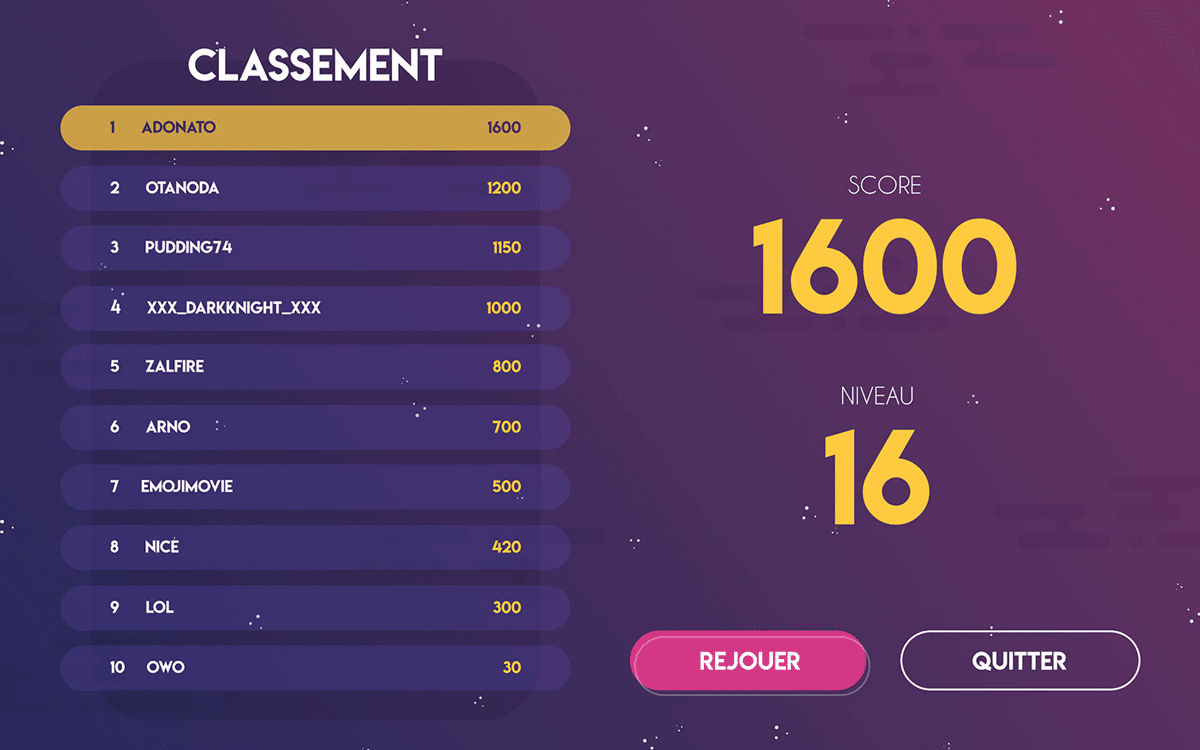 CLASSEMENT
1 ADONATO 1600
2 OTANODA 1200
3 PUDDING74 1150
4 XXX_DARKKNIGHT_XXX 1000
5 ZALFIRE 800
6 ARNO 700
7 EMOJIMOVIE 500
8 NICE 420
9 LOL 300
10 OWO 30
SCORE
1600
NIVEAU
16
REJOUER
QUITTER